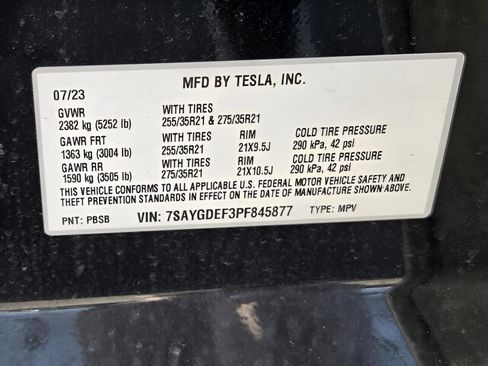 MFD BY TESLA, INC.
07/23
GVWR WITH TIRES
2382 kg (5252 lb) 255/35R21 & 275/35R21
GAWR FRT WITH TIRES RIM COLD TIRE PRESSURE
1363 kg (3004 lb) 255/35R21 21X9.5J 290 kPa, 42 psi
GAWR RR WITH TIRES RIM COLD TIRE PRESSURE
1590 kg (3505 lb) 275/35R21 21X10.5J 290 kPa, 42 psi
THIS VEHICLE CONFORMS TO ALL APPLICABLE U.S. FEDERAL MOTOR VEHICLE SAFETY AND
THEFT PREVENTION STANDARDS IN EFFECT ON THE DATE OF MANUFACTURE SHOWN ABOVE.
PNT: PBSB VIN: 7SAYGDEF3PF845877 TYPE: MPV